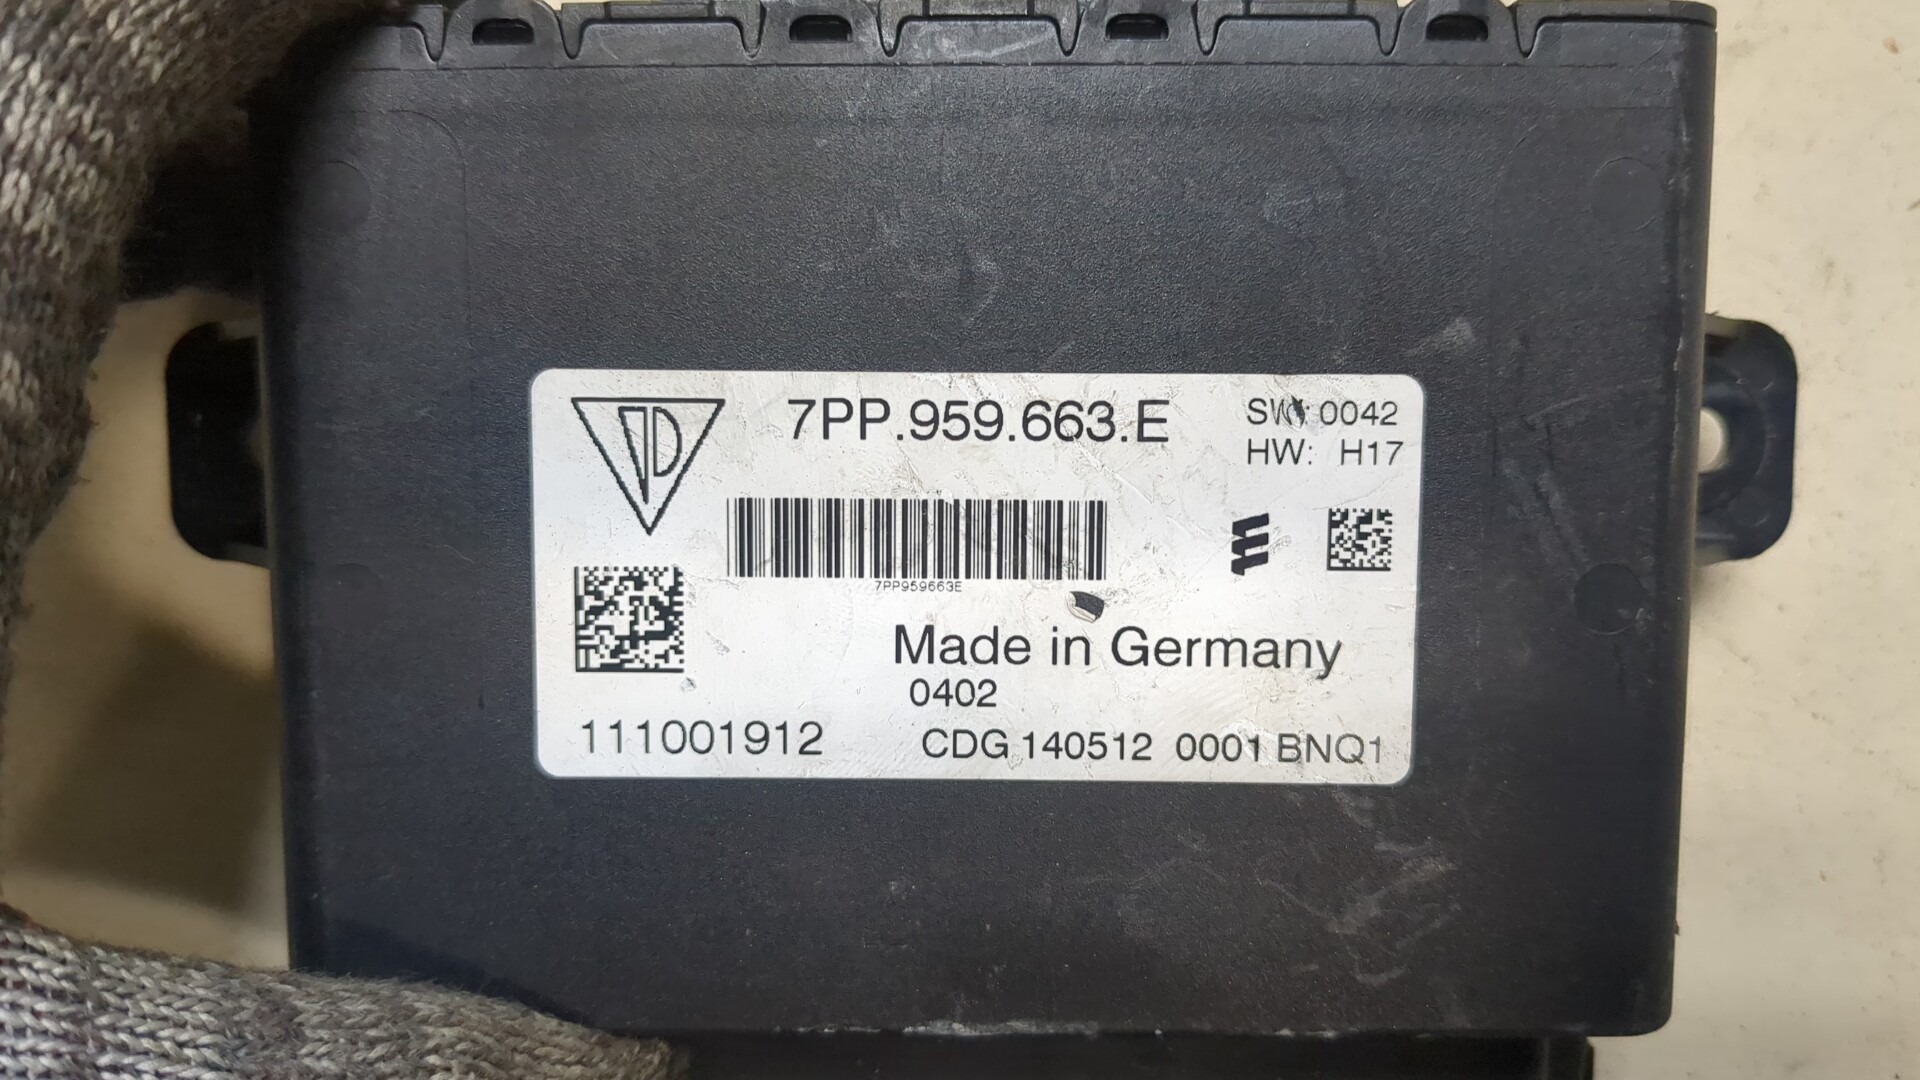 7PP.959.663.E
SW: 0042
HW: H17
7PP959663E
Made in Germany
0402
111001912 CDG 140512 0001 BNQ1